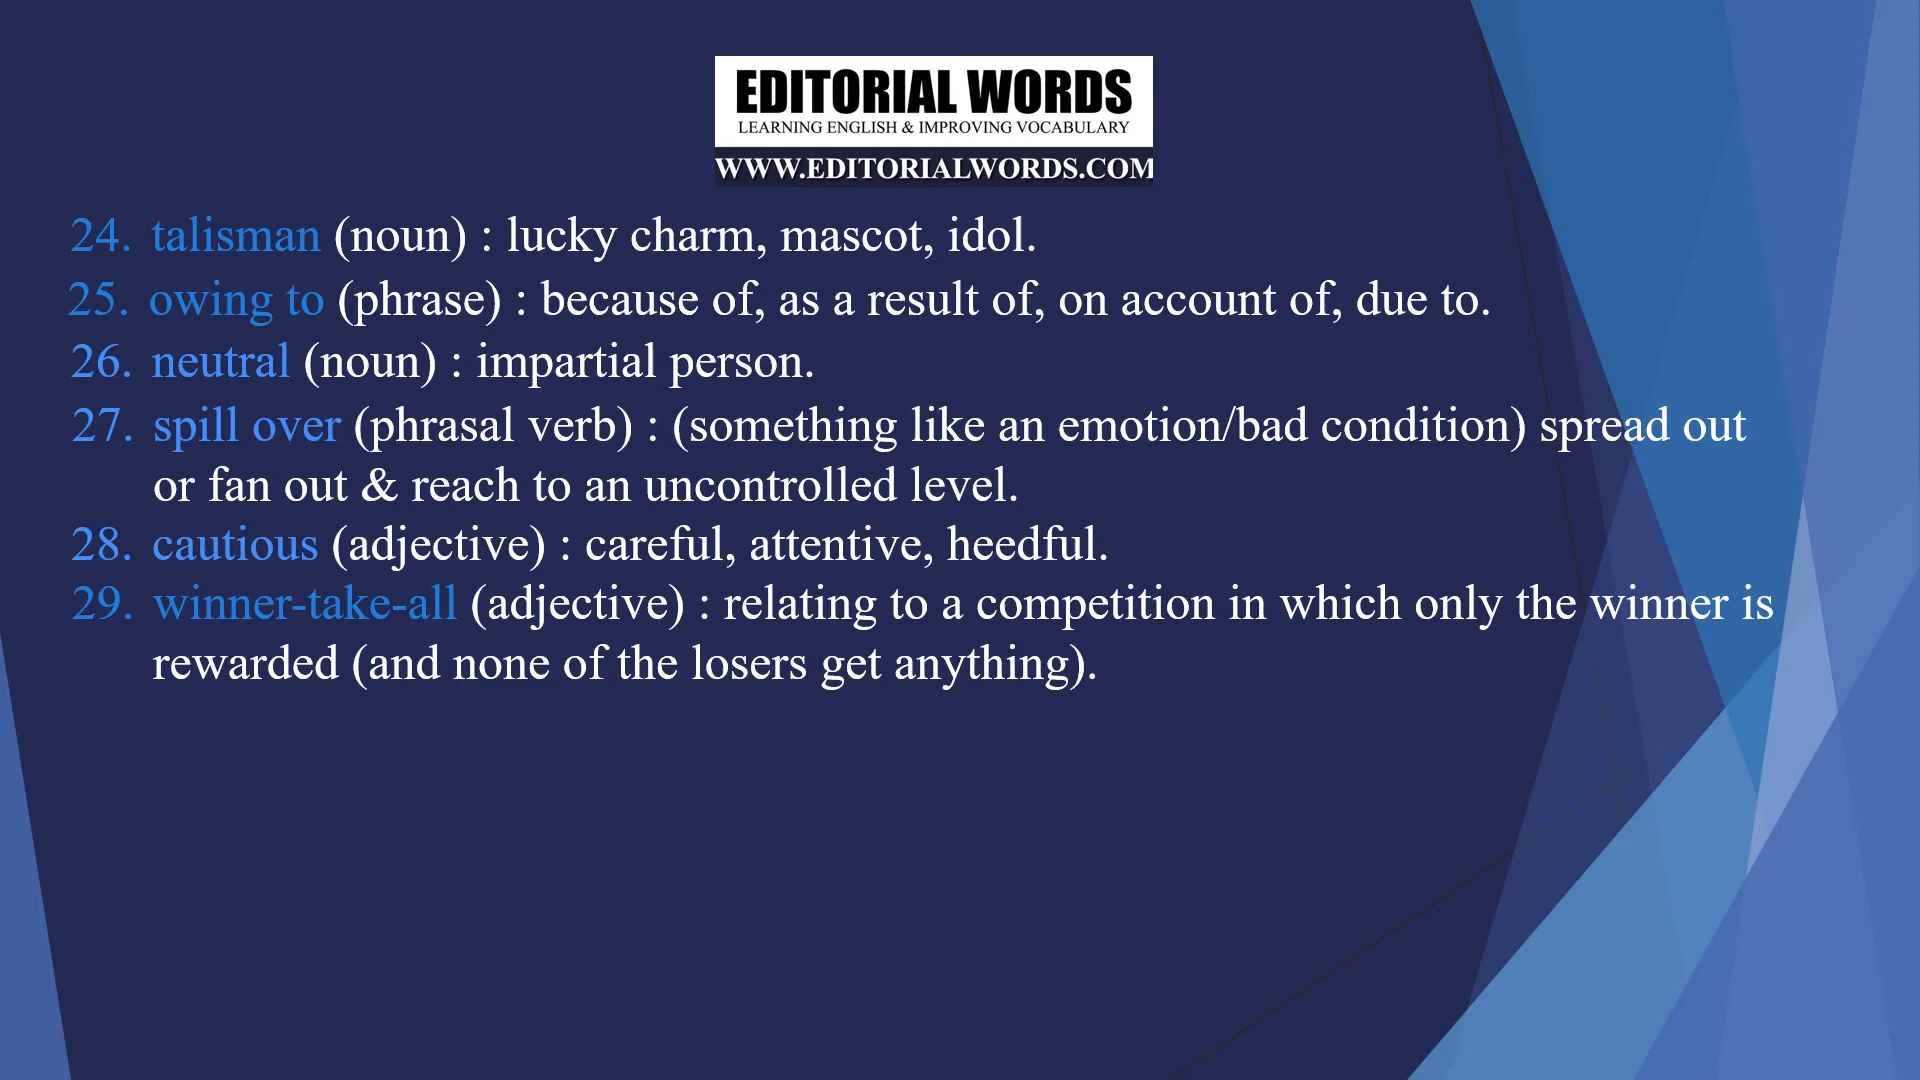 EDITORIAL WORDS
LEARNING ENGLISH & IMPROVING VOCABULARY
WWW.EDITORIALWORDS.COM
24. talisman (noun) : lucky charm, mascot, idol.
25. owing to (phrase) : because of, as a result of, on account of, due to.
26. neutral (noun) : impartial person.
27. spill over (phrasal verb) : (something like an emotion/bad condition) spread out
or fan out & reach to an uncontrolled level.
28. cautious (adjective) : careful, attentive, heedful.
29. winner-take-all (adjective) : relating to a competition in which only the winner is
rewarded (and none of the losers get anything).